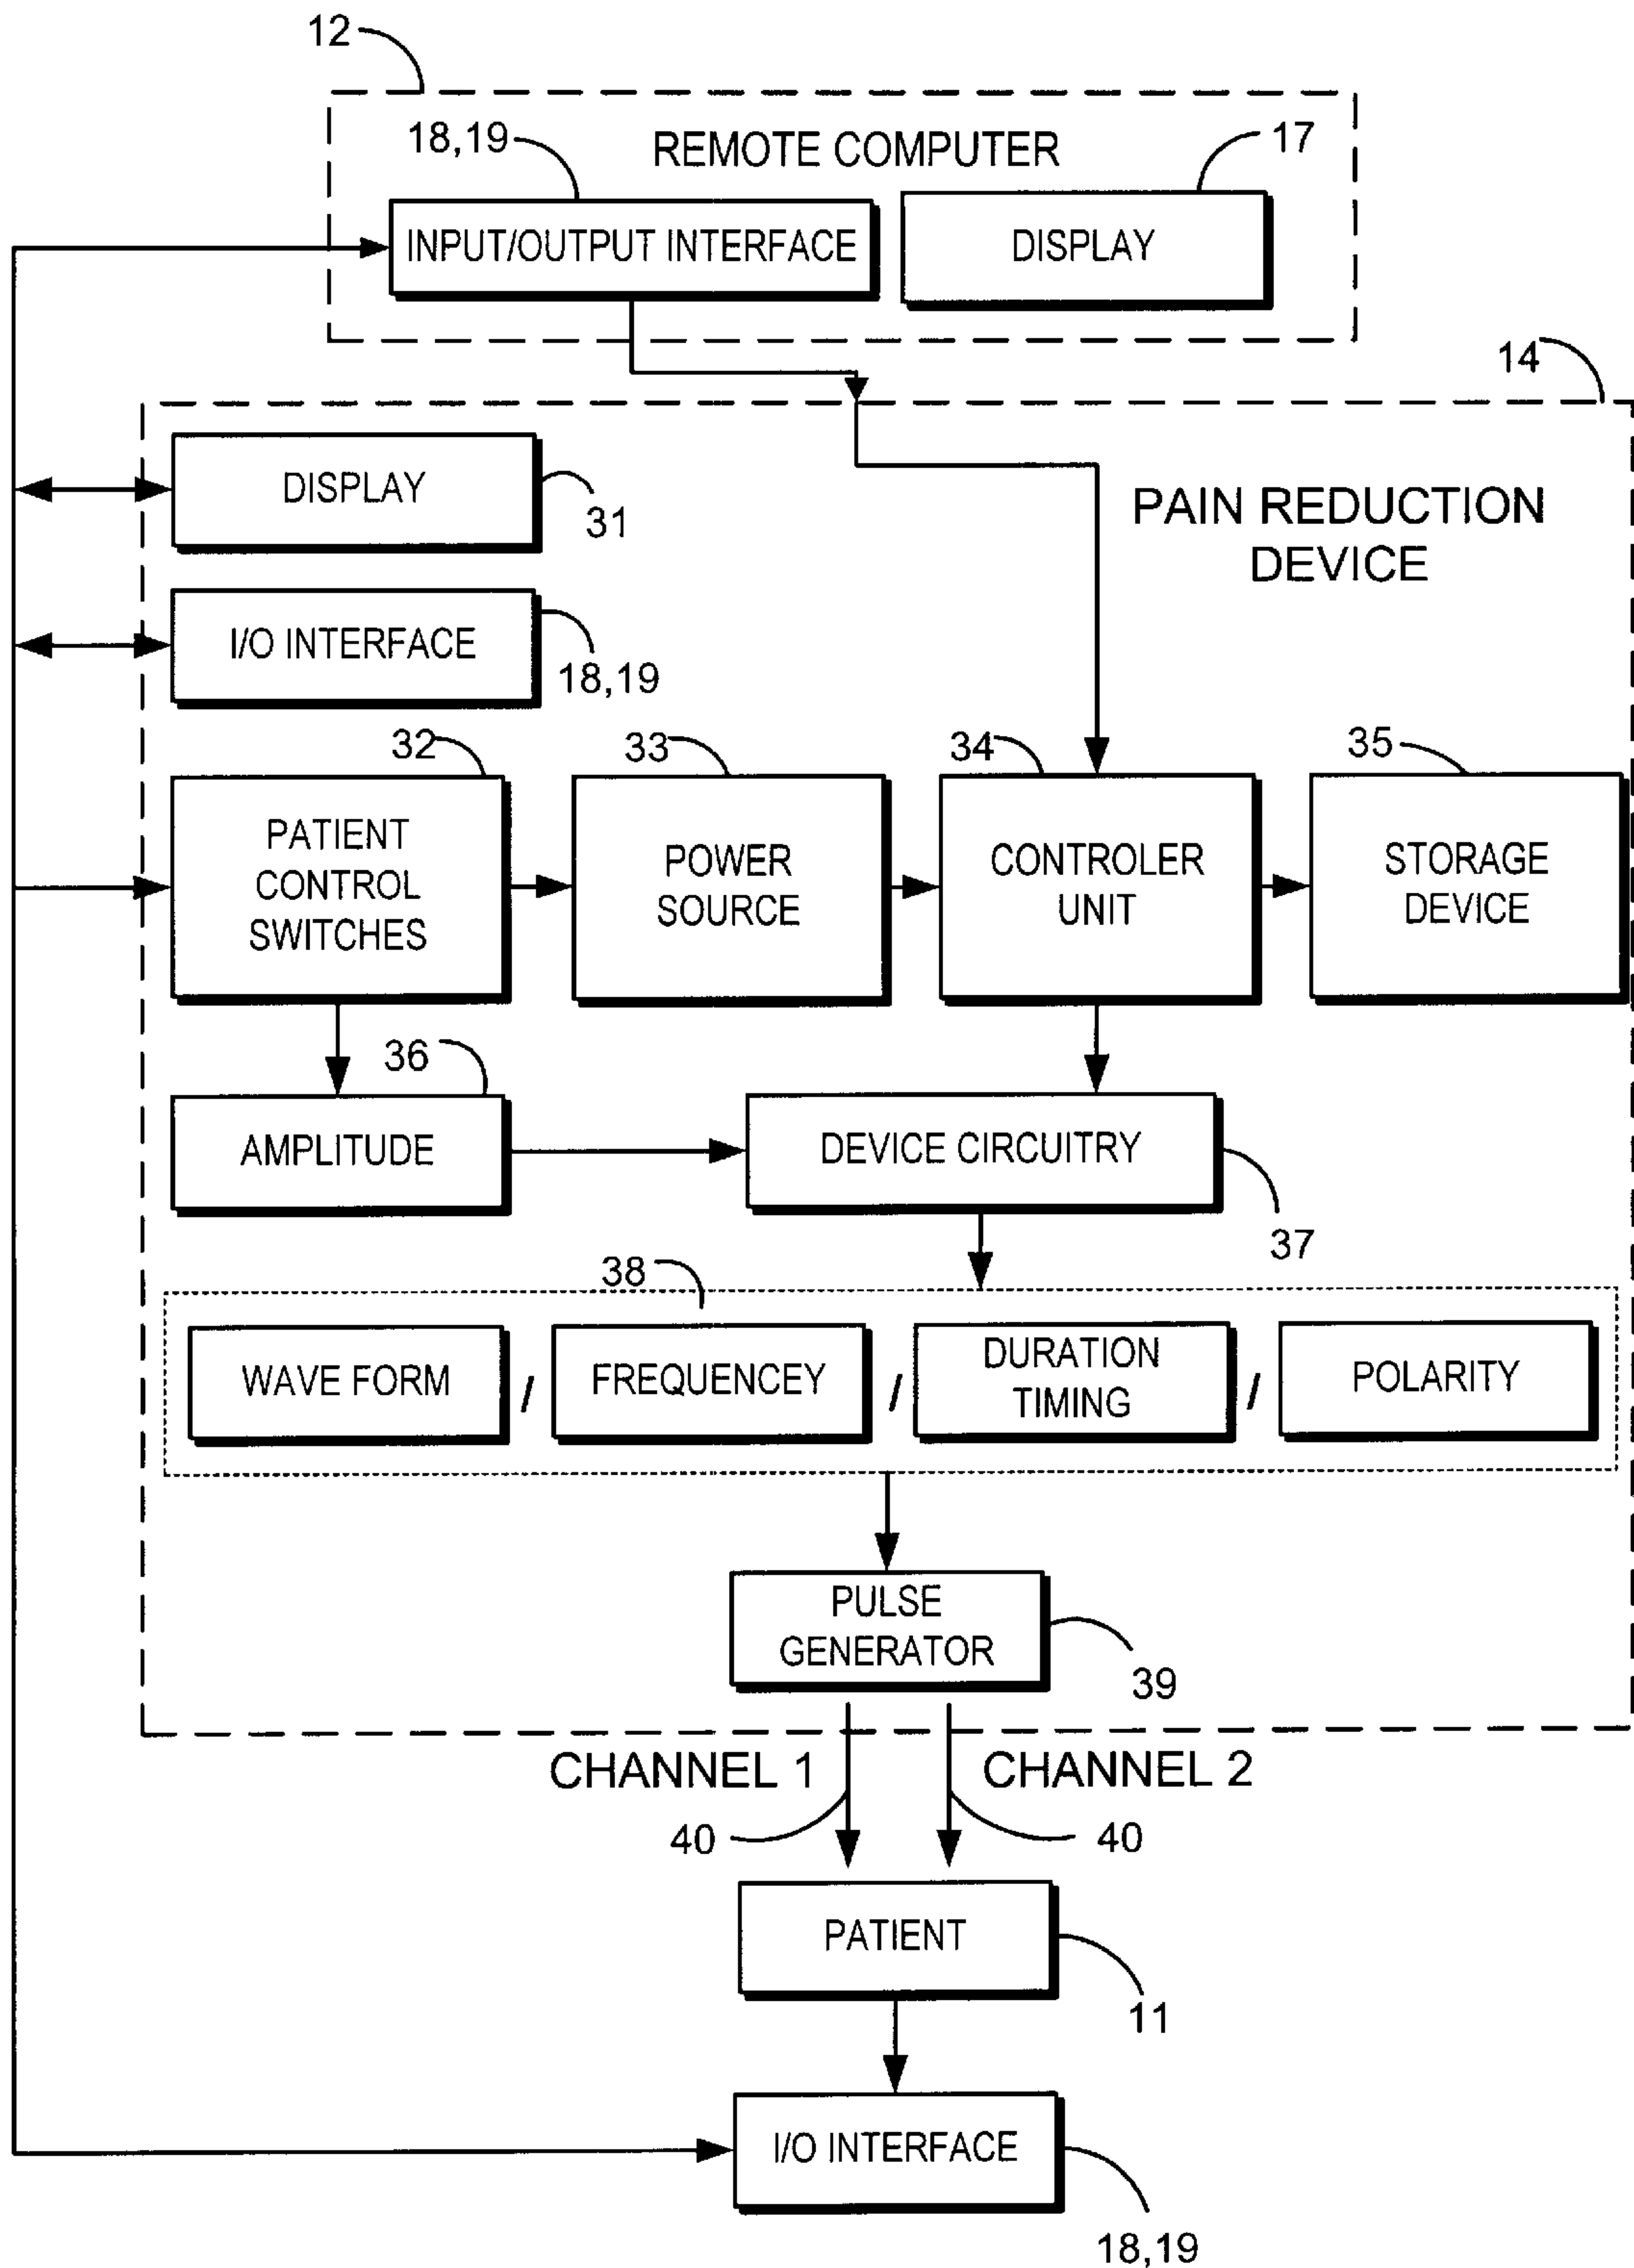 12
18,19
REMOTE COMPUTER
17
INPUT/OUTPUT INTERFACE
DISPLAY
14
DISPLAY
31
PAIN REDUCTION
DEVICE
I/O INTERFACE
18,19
32
33
34
35
PATIENT
CONTROL
SWITCHES
POWER
SOURCE
CONTROLER
UNIT
STORAGE
DEVICE
36
AMPLITUDE
DEVICE CIRCUITRY
37
38
WAVE FORM
/
FREQUENCEY
/
DURATION
TIMING
/
POLARITY
PULSE
GENERATOR
39
CHANNEL 1
CHANNEL 2
40
40
PATIENT
11
I/O INTERFACE
18,19